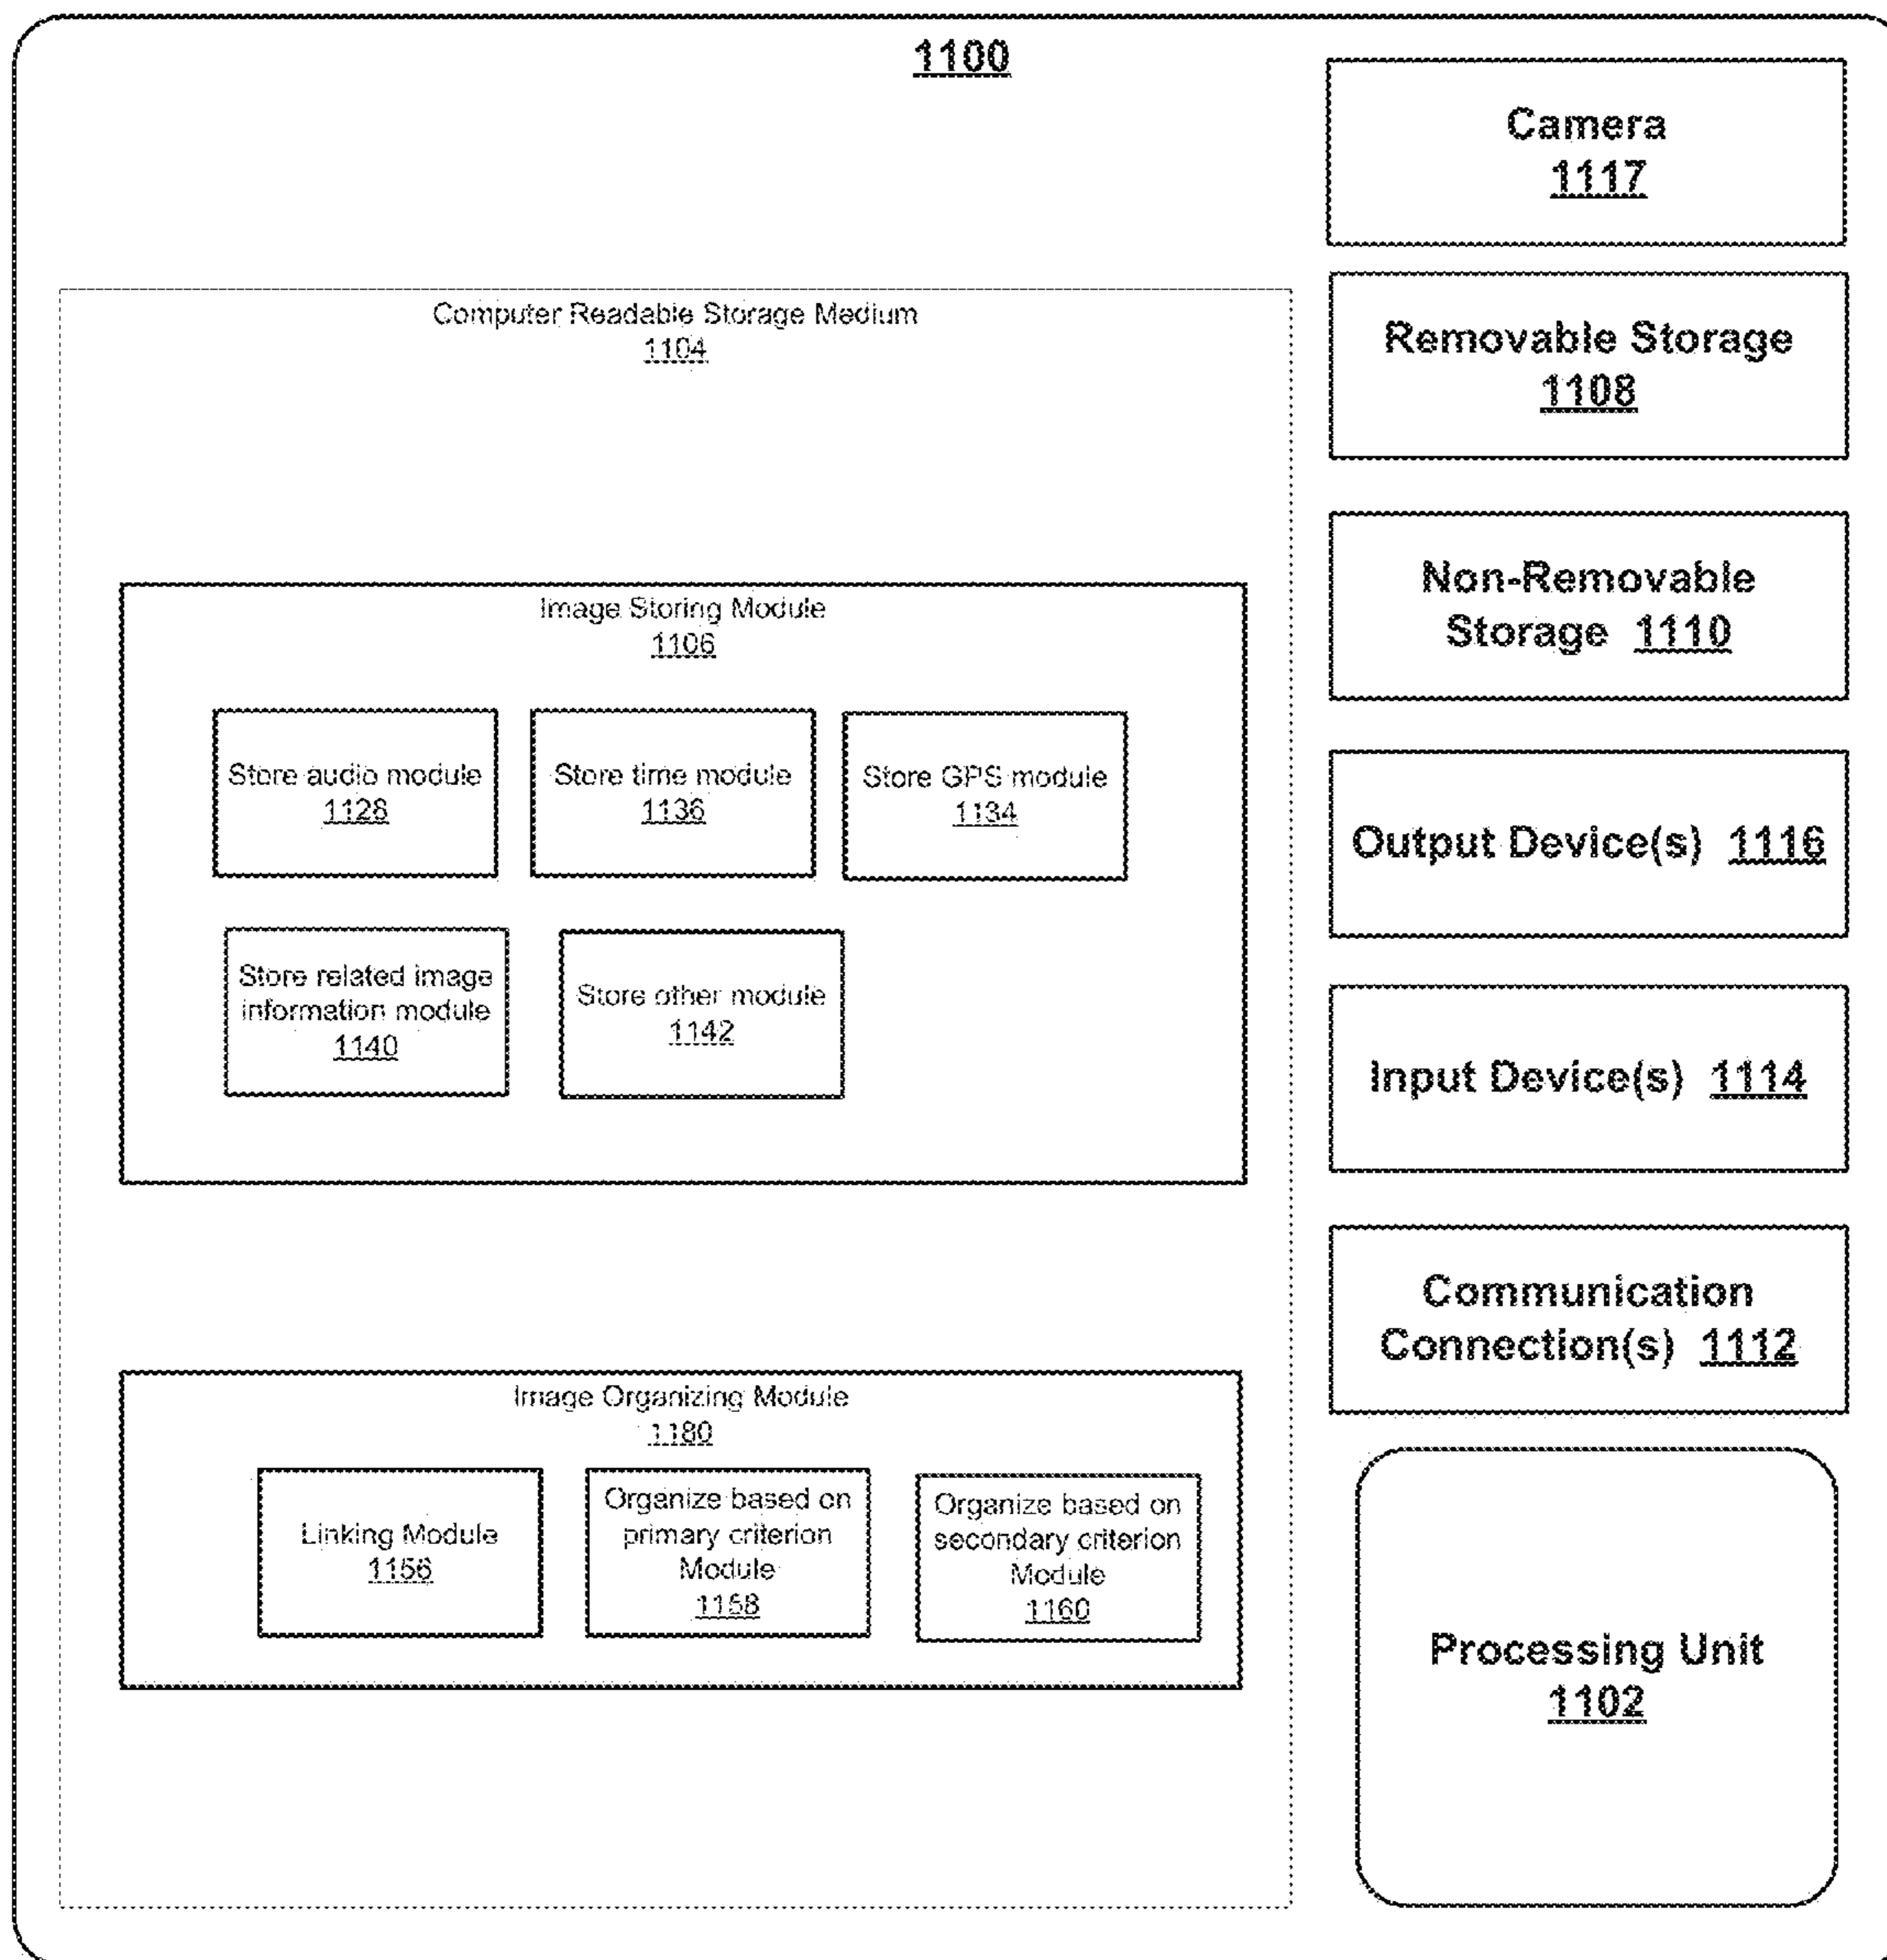 1100
Camera
1117
Computer Readable Storage Medium
1104
Removable Storage
1108
Non-Removable
Storage 1110
Image Storing Module
1106
Store audio module
1128
Store time module
1136
Store GPS module
1134
Output Device(s) 1116
Store related image
information module
1140
Store other module
1142
Input Device(s) 1114
Communication
Connection(s) 1112
Image Organizing Module
1180
Linking Module
1156
Organize based on
primary criterion
Module
1158
Organize based on
secondary criterion
Module
1160
Processing Unit
1102